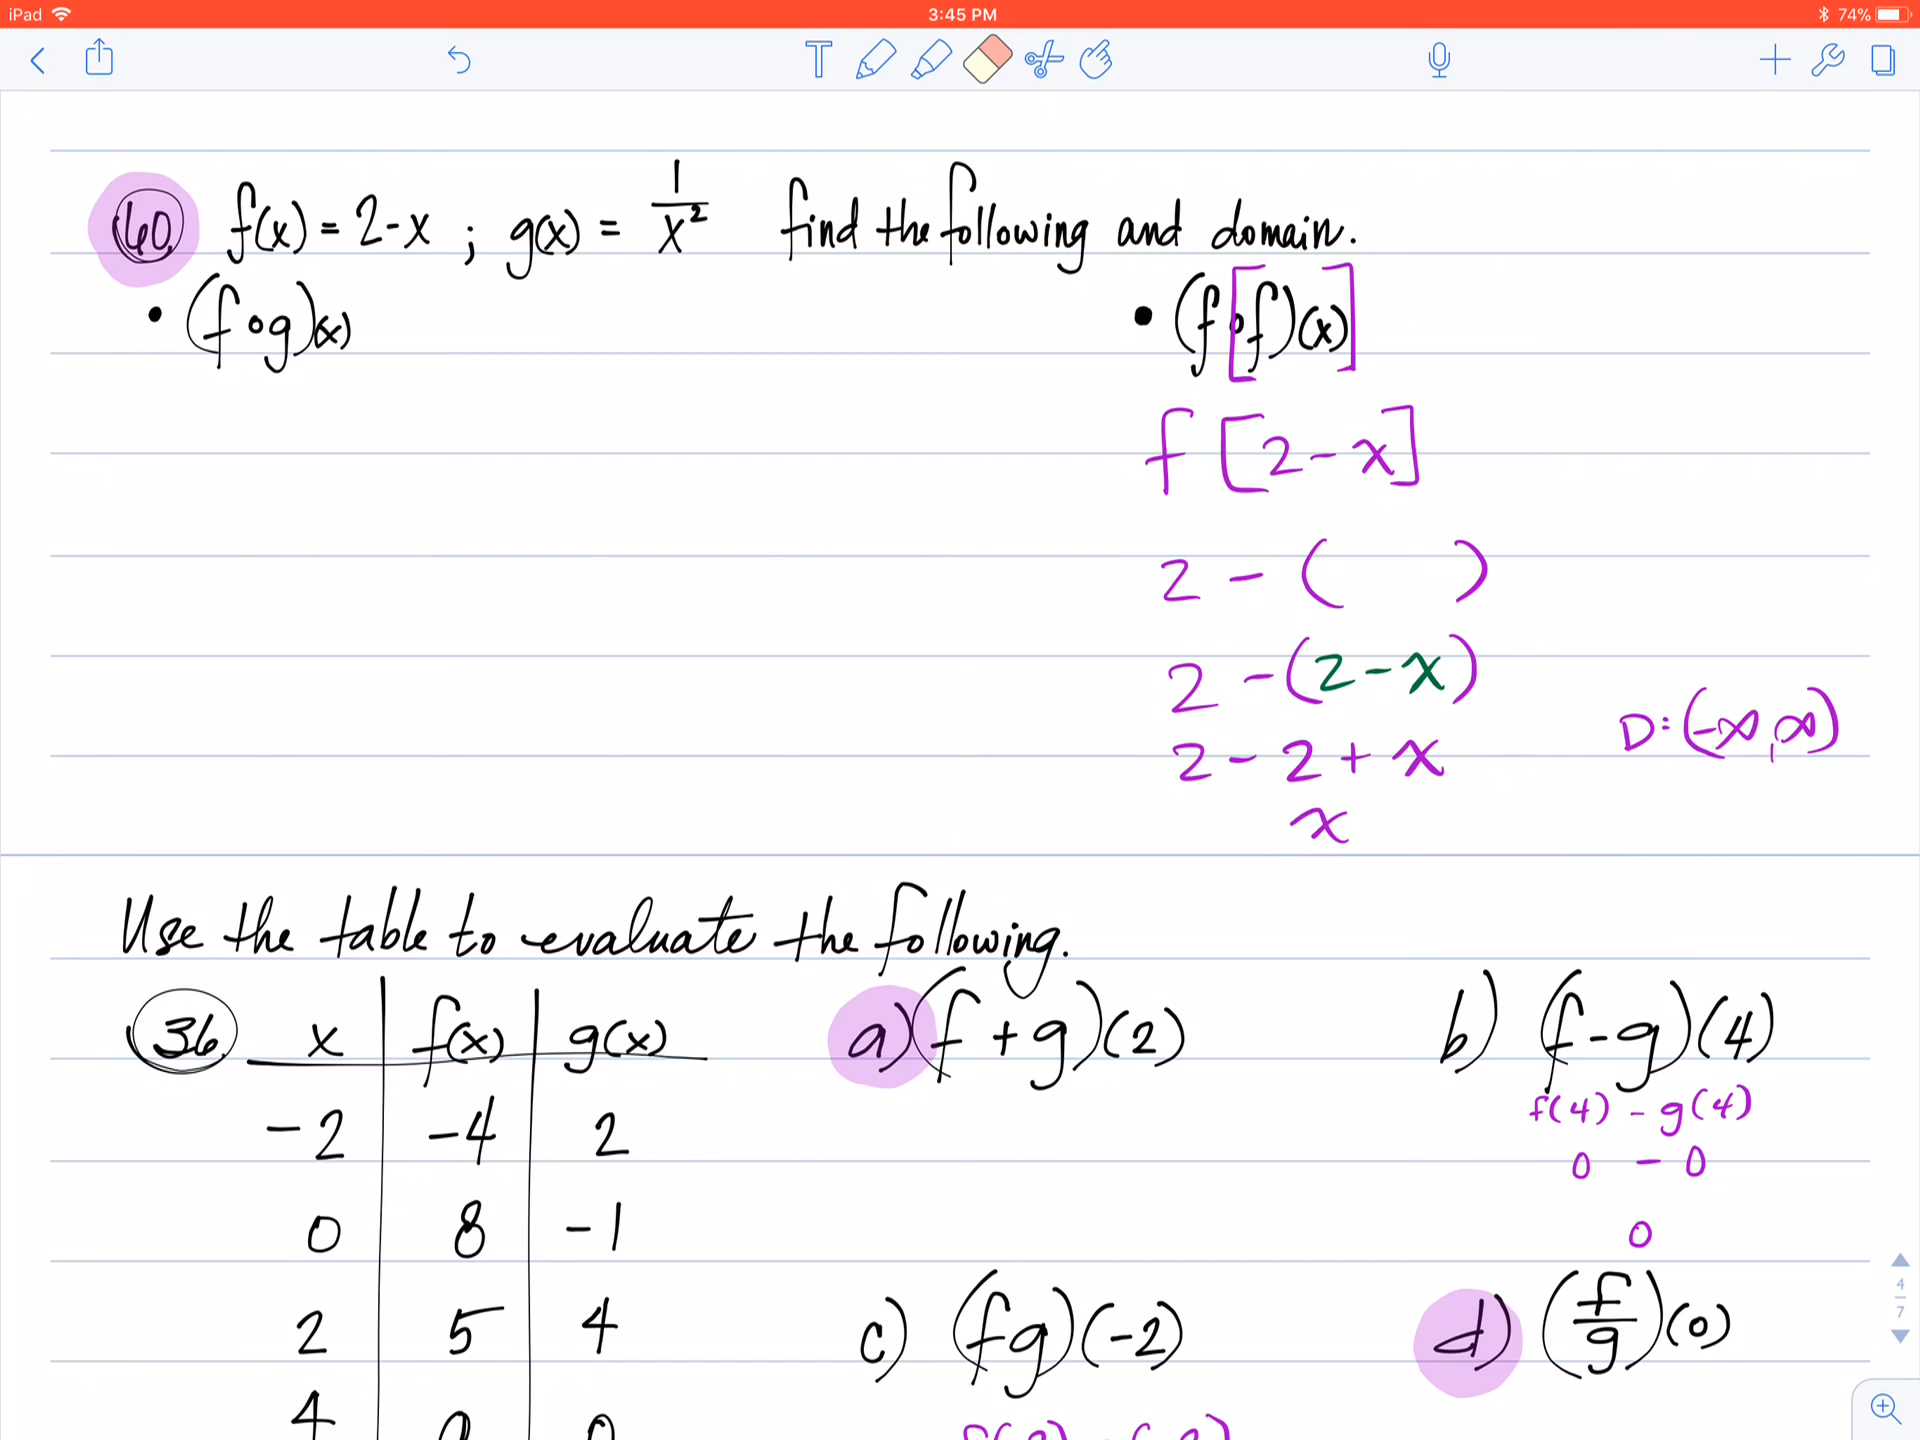 iPad 3:45 PM 74%
60. f(x) = 2-x ; g(x) = 1/x² find the following and domain.
• (f∘g)(x)
• (f∘f)(x)
f[2-x]
2 - ( )
2 - (2-x)
D: (-∞, ∞)
2 - 2 + x
x
Use the table to evaluate the following.
36. x f(x) g(x)
-2 -4 2
0 8 -1
2 5 4
4
a) (f+g)(2)
b) (f-g)(4)
f(4) - g(4)
0 - 0
0
c) (fg)(-2)
d) (f/g)(0)
4
7